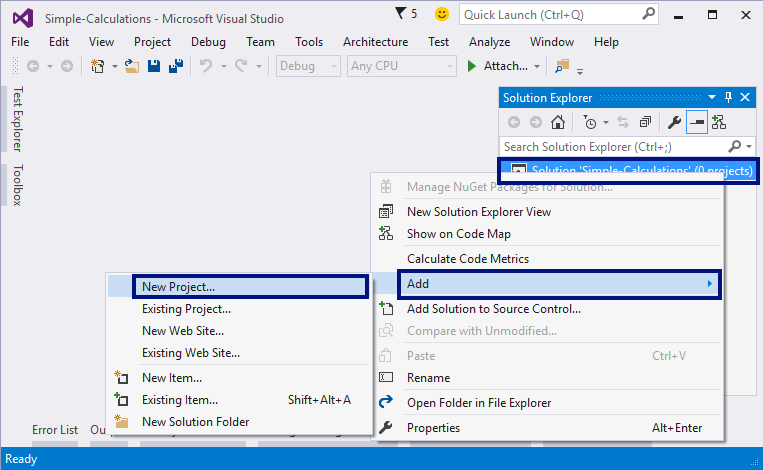 Simple-Calculations - Microsoft Visual Studio
5
Quick Launch (Ctrl+Q)
File Edit View Project Debug Team Tools Architecture Test Analyze Window Help
Debug Any CPU Attach...
Test Explorer
Toolbox
Solution Explorer
Search Solution Explorer (Ctrl+;)
Solution 'Simple-Calculations' (0 projects)
Manage NuGet Packages for Solution...
New Solution Explorer View
Show on Code Map
Calculate Code Metrics
Add
Add Solution to Source Control...
Compare with Unmodified...
Paste Ctrl+V
Rename
Open Folder in File Explorer
Properties Alt+Enter
New Project...
Existing Project...
New Web Site...
Existing Web Site...
New Item...
Existing Item... Shift+Alt+A
New Solution Folder
Error List
Ready